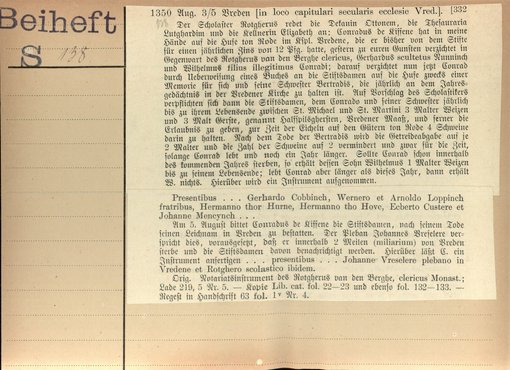 Beiheft
S 138
1350 Aug. 3/5 Vreden [in loco capitulari secularis ecclesie Vred.]. [332
Der Scholaster Rotgherus redet die Dekanin Ottonem, die Thesauraria
Lutghardim und die Kellnerin Elizabeth an: Conradus de Kissene hat in meine
Hände auf die Hufe ton Rode im Kspl. Vredene, die er bisher von dem Stifte
für einen jährlichen Zins von 12 Pfg. hatte, gestern zu euren Gunsten verzichtet in
Gegenwart des Rotgherus van den Berghe clericus, Gerhardus scultetus Nunninch
und Wilhelmus filius illegitimus Conradi; darauf verzichtet nun jetzt Conrad
durch Ueberweisung eines Buches an die Stiftsdamen auf die Hufe zwecks einer
Memorie für sich und seine Schwester Bertradis, die jährlich an dem Jahres-
gedächtnis in der Vredener Kirche zu halten ist. Auf Vorschlag des Scholasters
verpflichten sich dann die Stiftsdamen, dem Conrado und seiner Schwester jährlich
bis zu ihrem Lebensende zwischen St. Michael und St. Martini 3 Malter Weizen
und 3 Malt Gerste, genannt Halfspitsghersten, Vredener Maaß, und ferner die
Erlaubnis zu geben, zur Zeit der Eicheln auf den Gütern ton Rode 4 Schweine
darin zu halten. Nach dem Tode der Bertradis wird die Getreideabgabe auf je
2 Malter und die Zahl der Schweine auf 2 vermindert und zwar für die Zeit,
solange Conrad lebt und noch ein Jahr länger. Sollte Conrad schon innerhalb
des kommenden Jahres sterben, so erhält dessen Sohn Wilhelmus 1 Malter Weizen
bis zu seinem Lebensende; lebt Conrad aber länger als dieses Jahr, dann erhält
W. nichts. Hierüber wird ein Instrument aufgenommen.
Presentibus . . . Gerhardo Cobbinch, Wernero et Arnoldo Loppinch
fratribus, Hermanno thor Hurne, Hermanno tho Hove, Ecberto Custere et
Johanne Meneynch . . .
Am 5. August bittet Conradus de Kissene die Stiftsdamen, nach seinem Tode
seinen Leichnam in Vreden zu bestatten. Der Pleban Johannes Vreselere ver-
spricht dies, vorausgesetzt, daß er innerhalb 2 Meilen (miliarium) von Vreden
sterbe und die Stiftsdamen davon benachrichtigt werden. Hierüber läßt C. ein
Instrument anfertigen . . . presentibus . . . Johanne Vreselere plebano in
Vredene et Rotghero scolastico ibidem.
Orig. Notariatsinstrument des Rotgherus van den Berghe, clericus Monast.;
Lade 219, 5 Nr. 5. — Kopie Lib. cat. fol. 22—23 und ebenso fol. 132—133. —
Regest in Handschrift 63 fol. 1v Nr. 4.